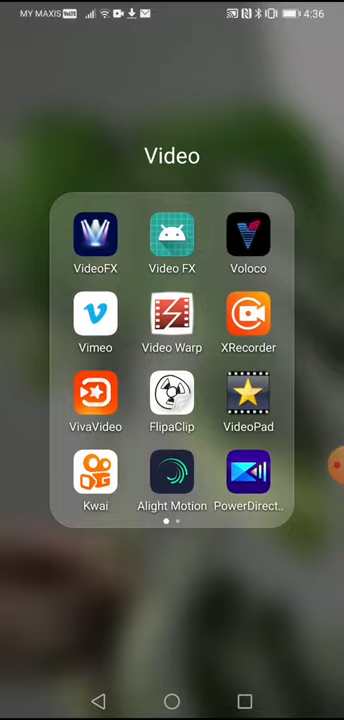 MY MAXIS VoLTE 4:36
Video
VideoFX Video FX Voloco
Vimeo Video Warp XRecorder
VivaVideo FlipaClip VideoPad
Kwai Alight Motion PowerDirect..